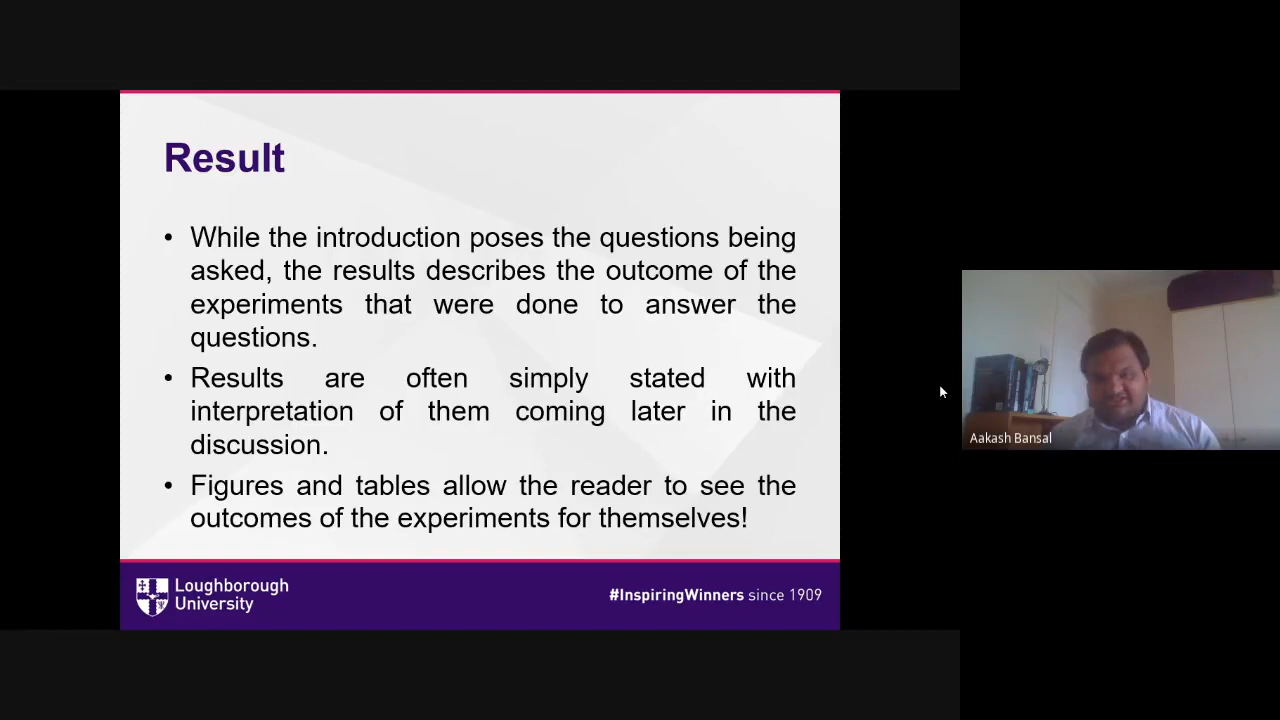 Result
• While the introduction poses the questions being
asked, the results describes the outcome of the
experiments that were done to answer the
questions.
• Results are often simply stated with
interpretation of them coming later in the
discussion.
• Figures and tables allow the reader to see the
outcomes of the experiments for themselves!
Loughborough
University
#InspiringWinners since 1909
Aakash Bansal